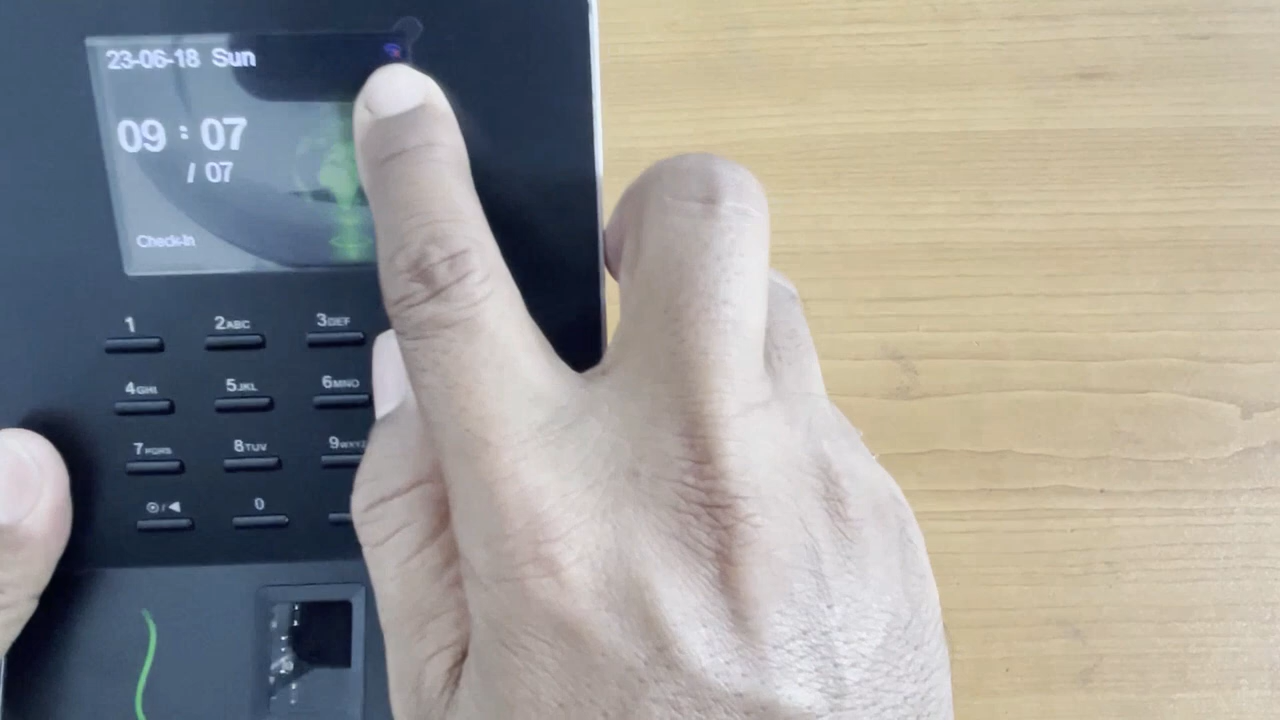 23-06-18 Sun
09 : 07
/ 07
Check-In
1 2ABC 3DEF
4GHI 5JKL 6MNO
7PQRS 8TUV 9WXYZ
/◀ 0